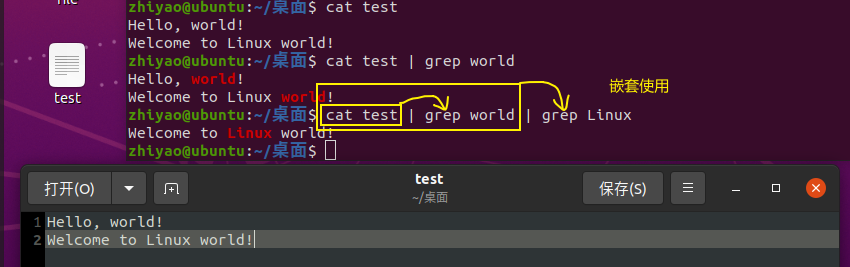 zhiyao@ubuntu:~/桌面$ cat test
Hello, world!
Welcome to Linux world!
zhiyao@ubuntu:~/桌面$ cat test | grep world
Hello, world!
Welcome to Linux world!
嵌套使用
zhiyao@ubuntu:~/桌面$ cat test | grep world | grep Linux
Welcome to Linux world!
zhiyao@ubuntu:~/桌面$
test
打开(O)
test
~/桌面
保存(S)
1 Hello, world!
2 Welcome to Linux world!